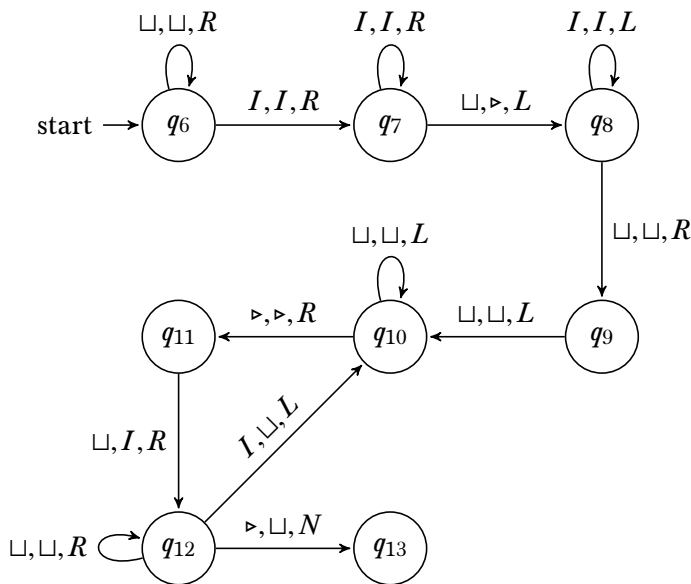 ⊔, ⊔, R
I, I, R
I, I, L
start
q₆
I, I, R
q₇
⊔, ▹, L
q₈
⊔, ⊔, R
⊔, ⊔, L
q₁₁
▹, ▹, R
q₁₀
⊔, ⊔, L
q₉
⊔, I, R
I, ⊔, L
⊔, ⊔, R
q₁₂
▹, ⊔, N
q₁₃